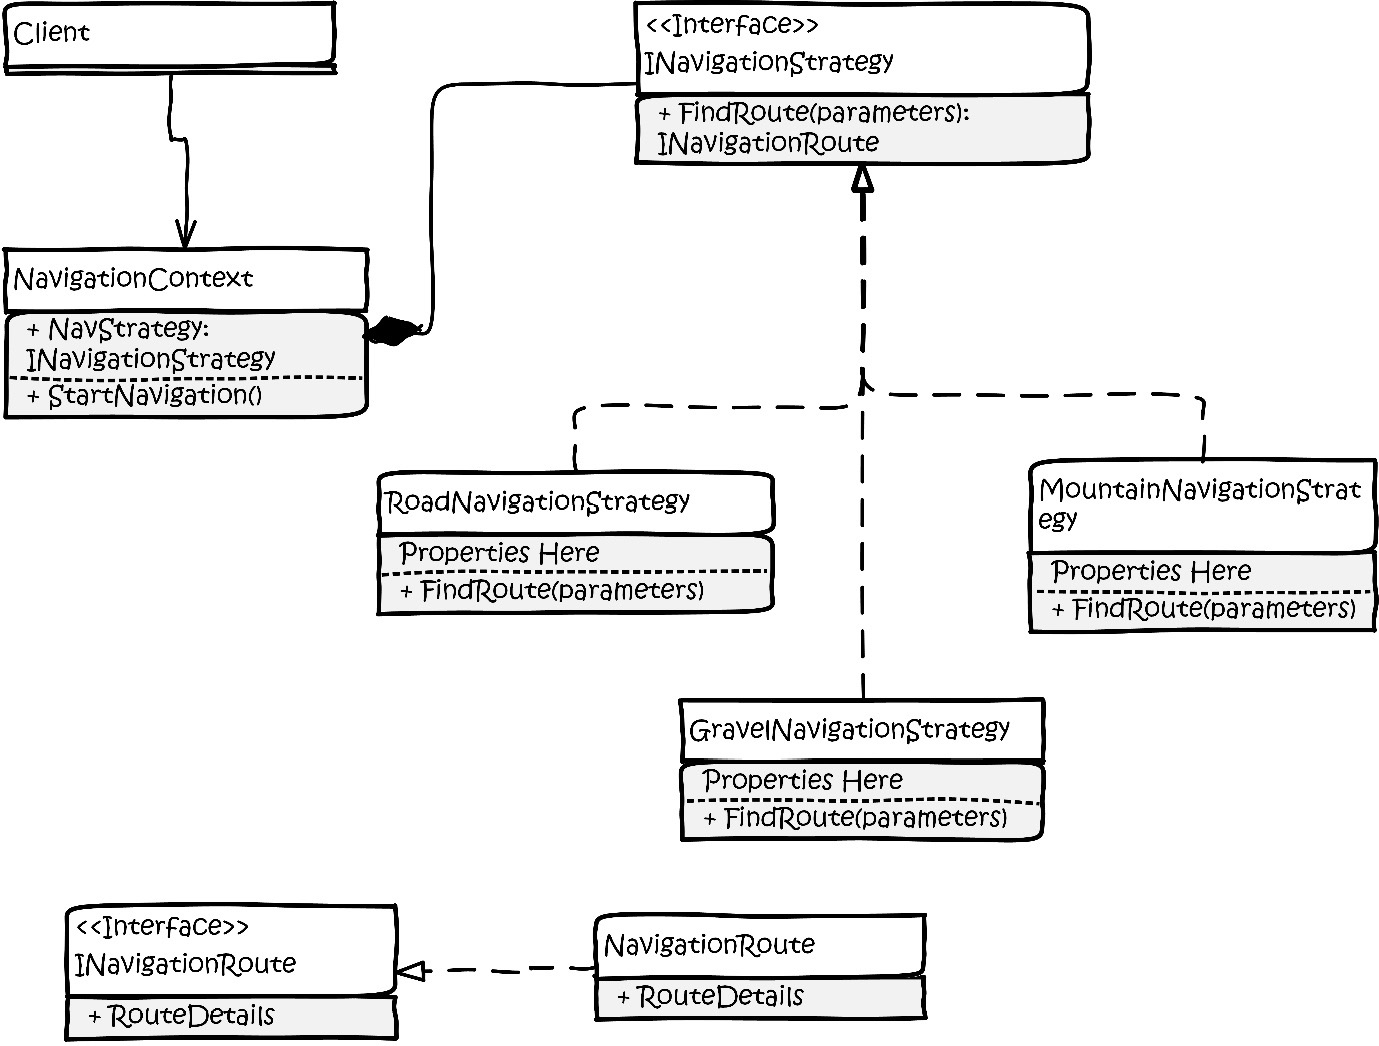 Client
<<Interface>>
INavigationStrategy
+ FindRoute(parameters):
INavigationRoute
NavigationContext
+ NavStrategy:
INavigationStrategy
+ StartNavigation()
RoadNavigationStrategy
Properties Here
+ FindRoute(parameters)
MountainNavigationStrat
egy
Properties Here
+ FindRoute(parameters)
GravelNavigationStrategy
Properties Here
+ FindRoute(parameters)
<<Interface>>
INavigationRoute
+ RouteDetails
NavigationRoute
+ RouteDetails